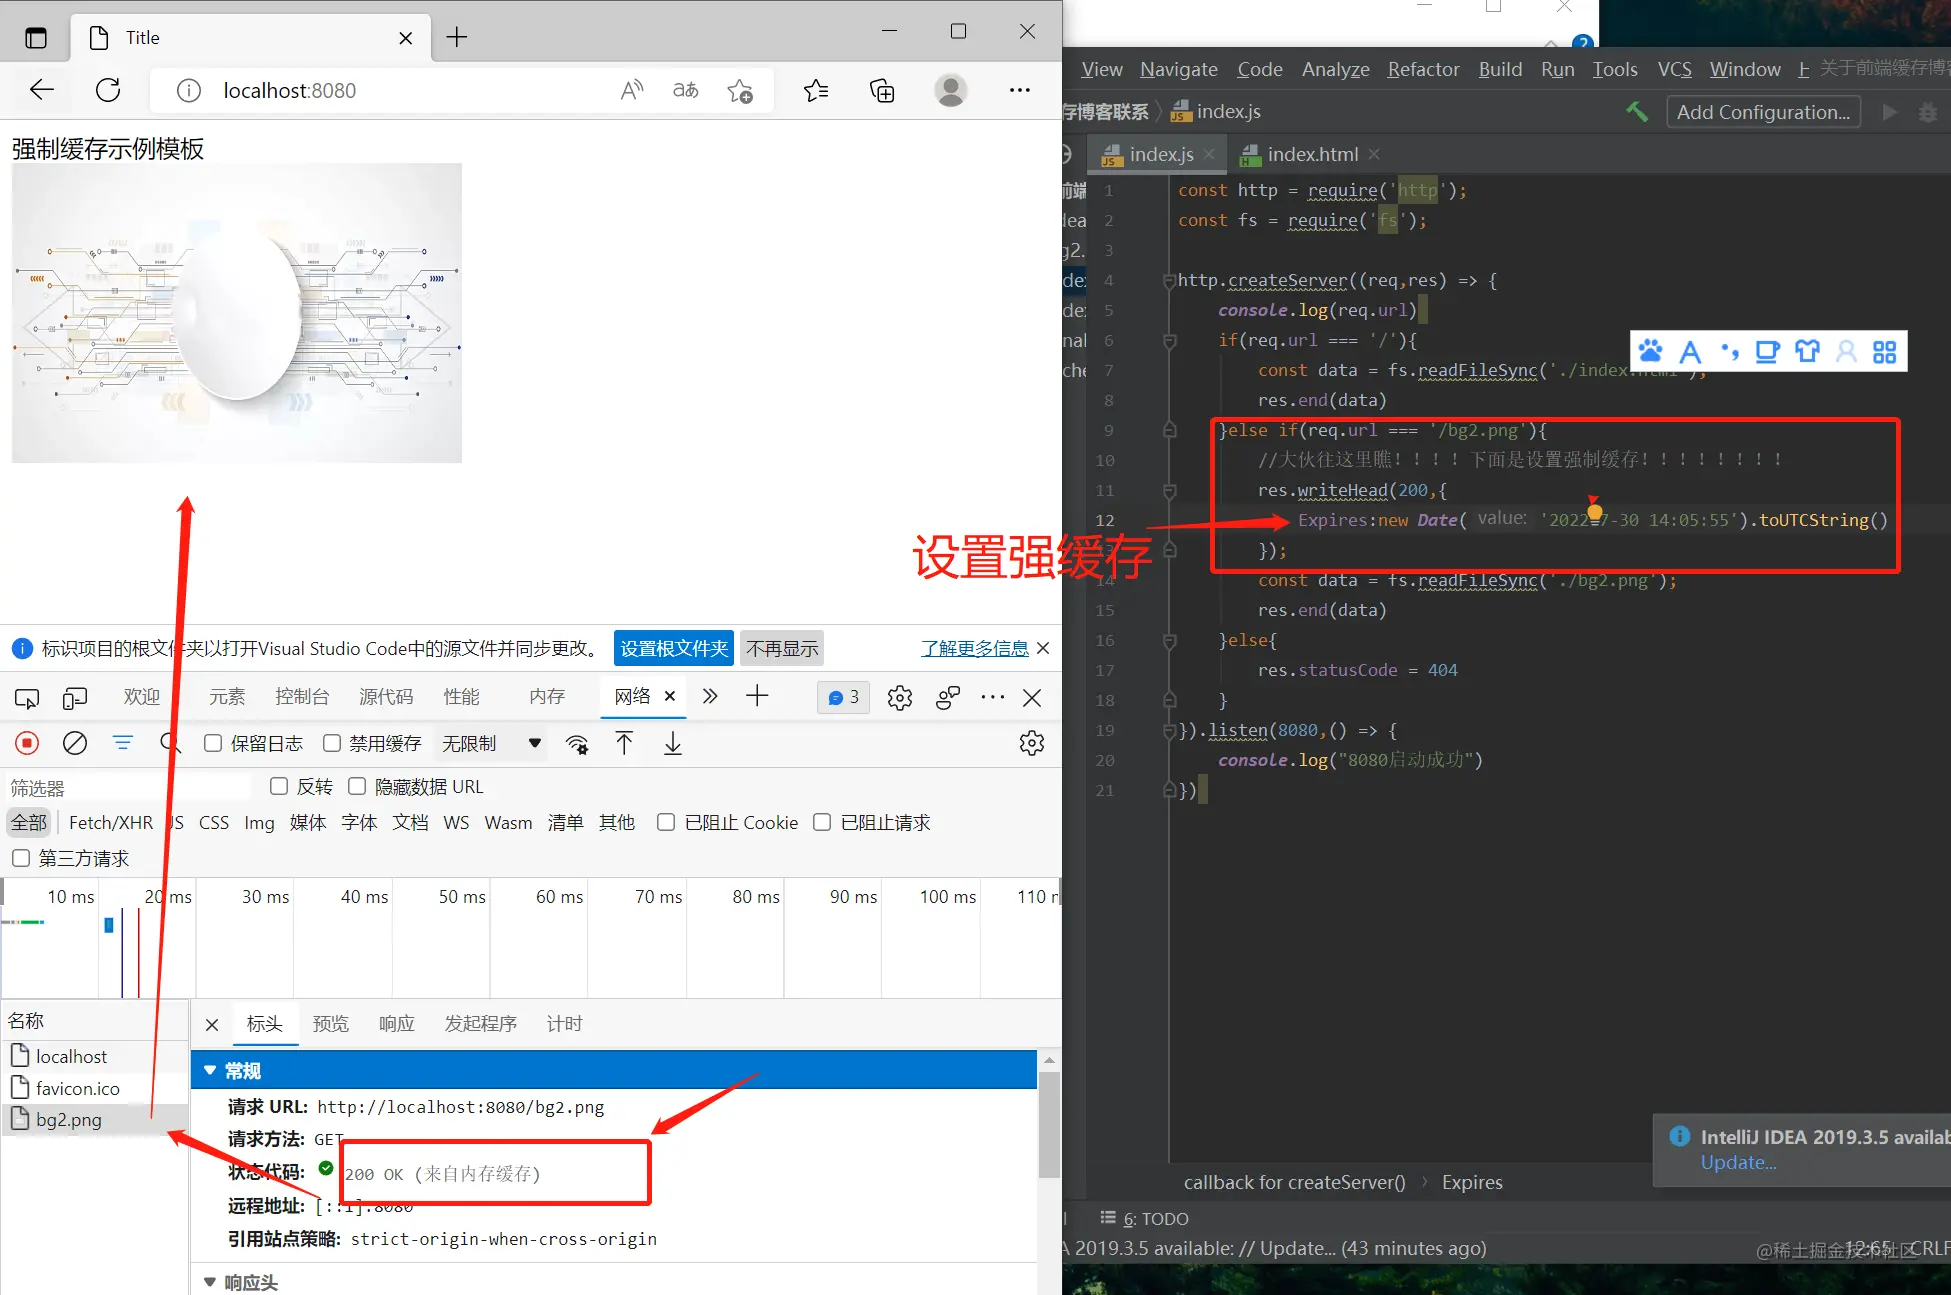 Title
localhost:8080
强制缓存示例模板
标识项目的根文件夹以打开Visual Studio Code中的源文件并同步更改。 设置根文件夹 不再显示 了解更多信息
欢迎 元素 控制台 源代码 性能 内存 网络 3
保留日志 禁用缓存 无限制
筛选器 反转 隐藏数据 URL
全部 Fetch/XHR JS CSS Img 媒体 字体 文档 WS Wasm 清单 其他 已阻止 Cookie 已阻止请求
第三方请求
10 ms 20 ms 30 ms 40 ms 50 ms 60 ms 70 ms 80 ms 90 ms 100 ms 110
名称 标头 预览 响应 发起程序 计时
localhost
favicon.ico
bg2.png
常规
请求 URL: http://localhost:8080/bg2.png
请求方法: GET
状态代码: 200 OK (来自内存缓存)
远程地址: [::1]:8080
引用站点策略: strict-origin-when-cross-origin
响应头
设置强缓存
View Navigate Code Analyze Refactor Build Run Tools VCS Window 关于前端缓存博客
存博客联系 index.js Add Configuration...
index.js index.html
1 const http = require('http');
2 const fs = require('fs');
3
4 http.createServer((req,res) => {
5 console.log(req.url)
6 if(req.url === '/'){
7 const data = fs.readFileSync('./index.html');
8 res.end(data)
9 }else if(req.url === '/bg2.png'){
10 //大伙往这里瞧！！！！下面是设置强制缓存！！！！！！！！
11 res.writeHead(200,{
12 Expires:new Date( value: '2022-7-30 14:05:55').toUTCString()
13 });
14 const data = fs.readFileSync('./bg2.png');
15 res.end(data)
16 }else{
17 res.statusCode = 404
18 }
19 }).listen(8080,() => {
20 console.log("8080启动成功")
21 })
IntelliJ IDEA 2019.3.5 availab
Update...
callback for createServer() Expires
6: TODO
A 2019.3.5 available: // Update... (43 minutes ago) 12:65 CRLF
@稀土掘金技术社区